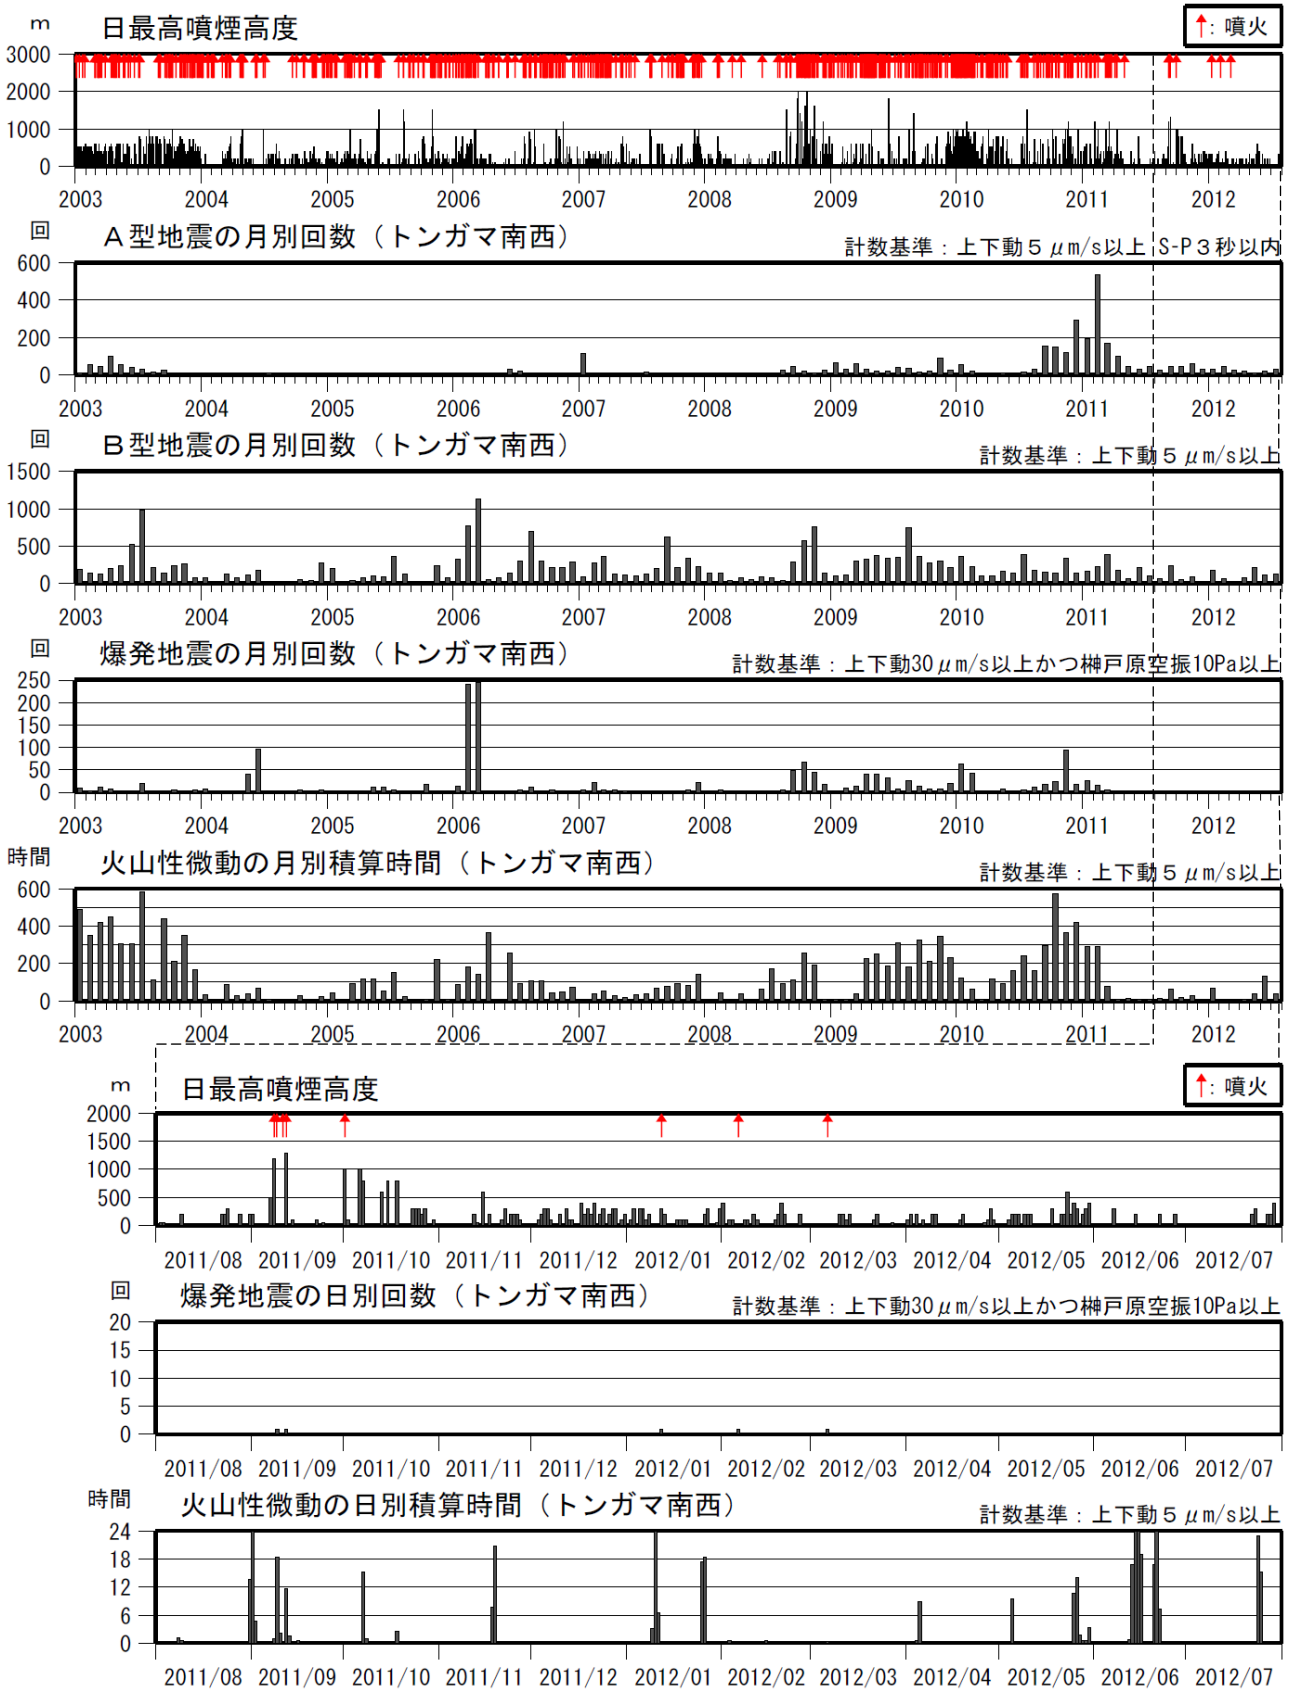 m 日最高噴煙高度 ↑: 噴火
3000
2000
1000
0
2003 2004 2005 2006 2007 2008 2009 2010 2011 2012
回 A型地震の月別回数（トンガマ南西） 計数基準：上下動5μm/s以上 S-P3秒以内
600
400
200
0
2003 2004 2005 2006 2007 2008 2009 2010 2011 2012
回 B型地震の月別回数（トンガマ南西） 計数基準：上下動5μm/s以上
1500
1000
500
0
2003 2004 2005 2006 2007 2008 2009 2010 2011 2012
回 爆発地震の月別回数（トンガマ南西） 計数基準：上下動30μm/s以上かつ榊戸原空振10Pa以上
250
200
150
100
50
0
2003 2004 2005 2006 2007 2008 2009 2010 2011 2012
時間 火山性微動の月別積算時間（トンガマ南西） 計数基準：上下動5μm/s以上
600
400
200
0
2003 2004 2005 2006 2007 2008 2009 2010 2011 2012
m 日最高噴煙高度 ↑: 噴火
2000
1500
1000
500
0
2011/08 2011/09 2011/10 2011/11 2011/12 2012/01 2012/02 2012/03 2012/04 2012/05 2012/06 2012/07
回 爆発地震の日別回数（トンガマ南西） 計数基準：上下動30μm/s以上かつ榊戸原空振10Pa以上
20
15
10
5
0
2011/08 2011/09 2011/10 2011/11 2011/12 2012/01 2012/02 2012/03 2012/04 2012/05 2012/06 2012/07
時間 火山性微動の日別積算時間（トンガマ南西） 計数基準：上下動5μm/s以上
24
18
12
6
0
2011/08 2011/09 2011/10 2011/11 2011/12 2012/01 2012/02 2012/03 2012/04 2012/05 2012/06 2012/07